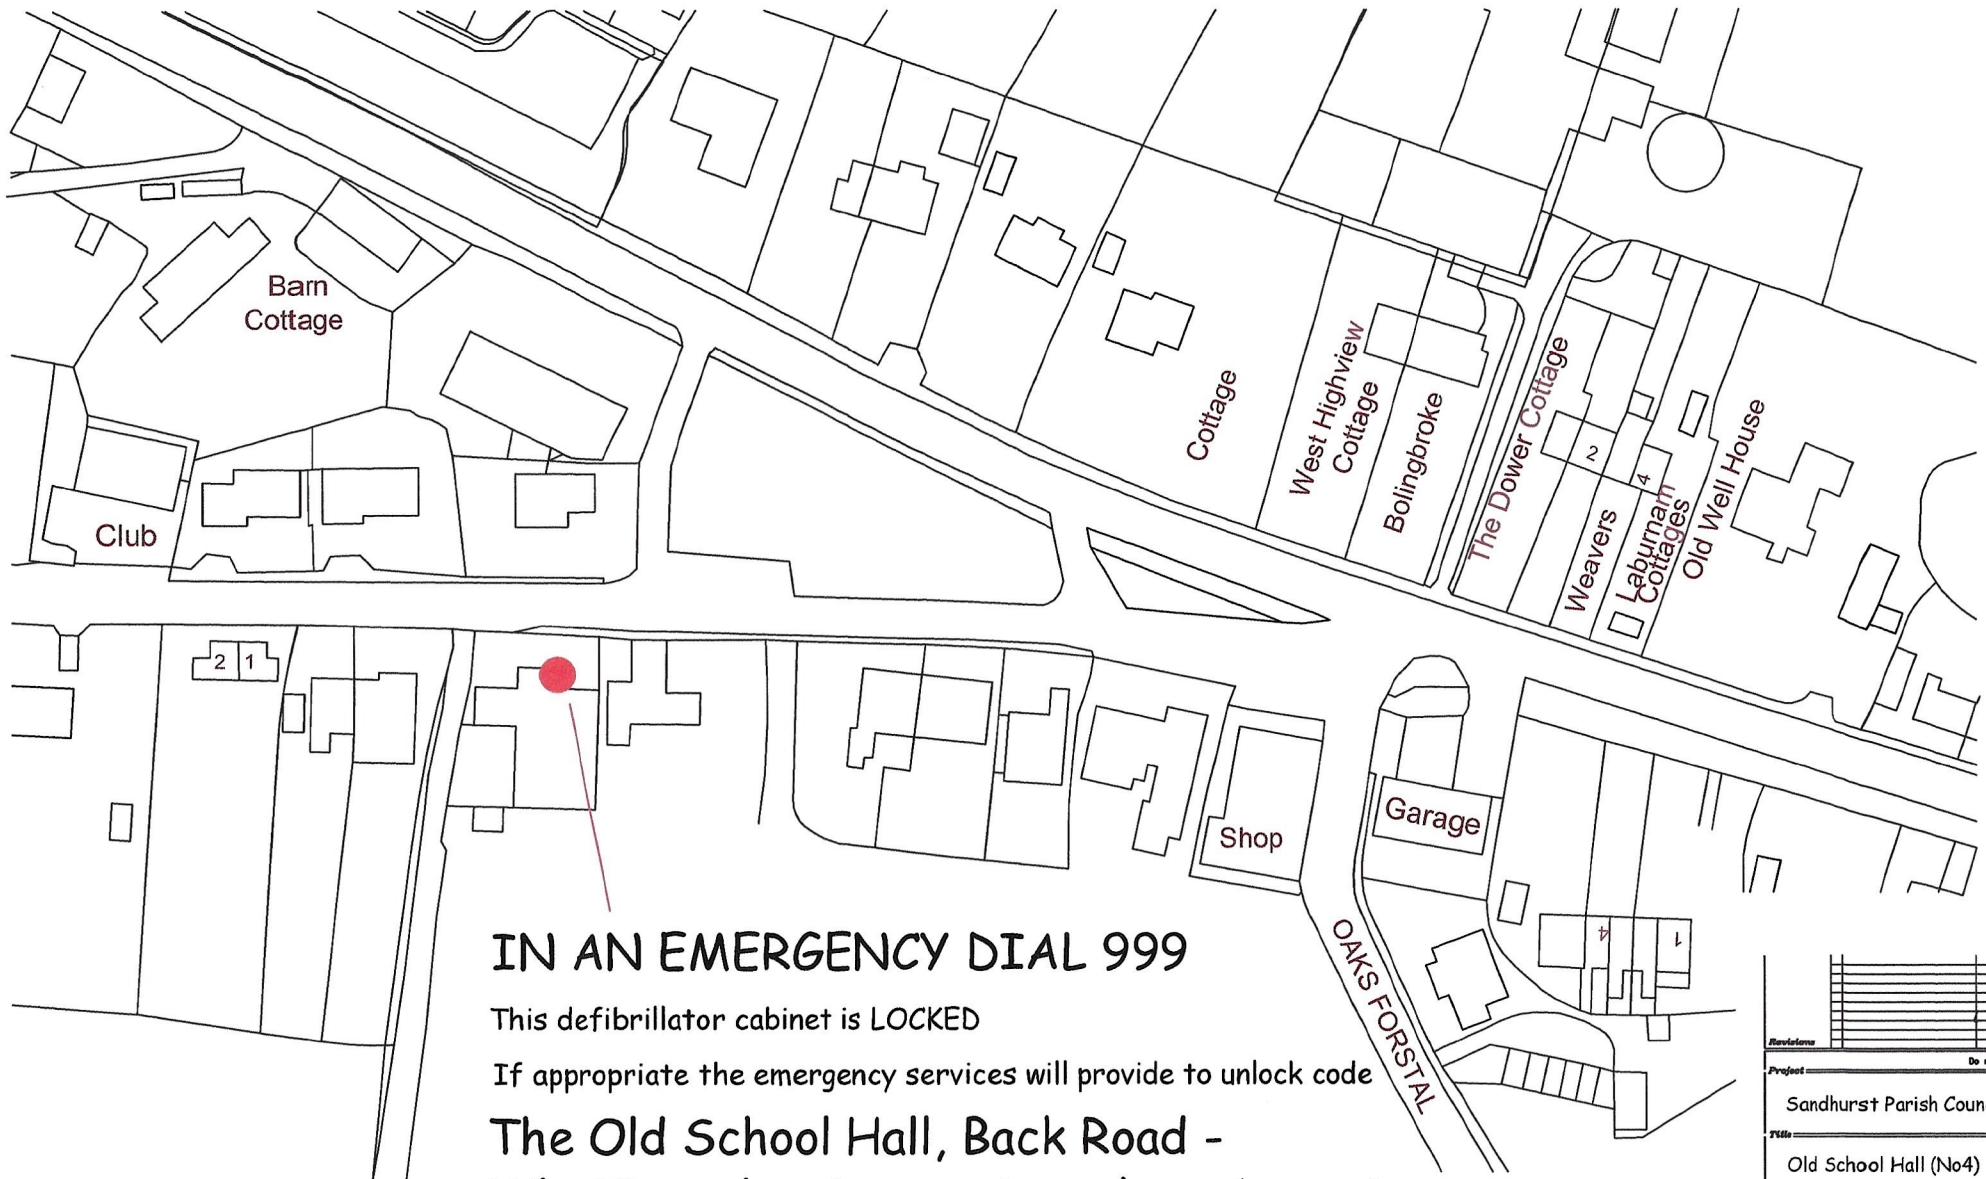 Barn
Cottage
Club
Cottage
West Highview
Cottage
Bolingbroke
The Dower Cottage
2
Weavers
4
Laburnam
Cottages
Old Well House
2 1
Shop
Garage
OAKS FORSTAL
4
1
IN AN EMERGENCY DIAL 999
This defibrillator cabinet is LOCKED
If appropriate the emergency services will provide to unlock code
The Old School Hall, Back Road -
Revisions
Do
Project
Sandhurst Parish Coun
Title
Old School Hall (No4)